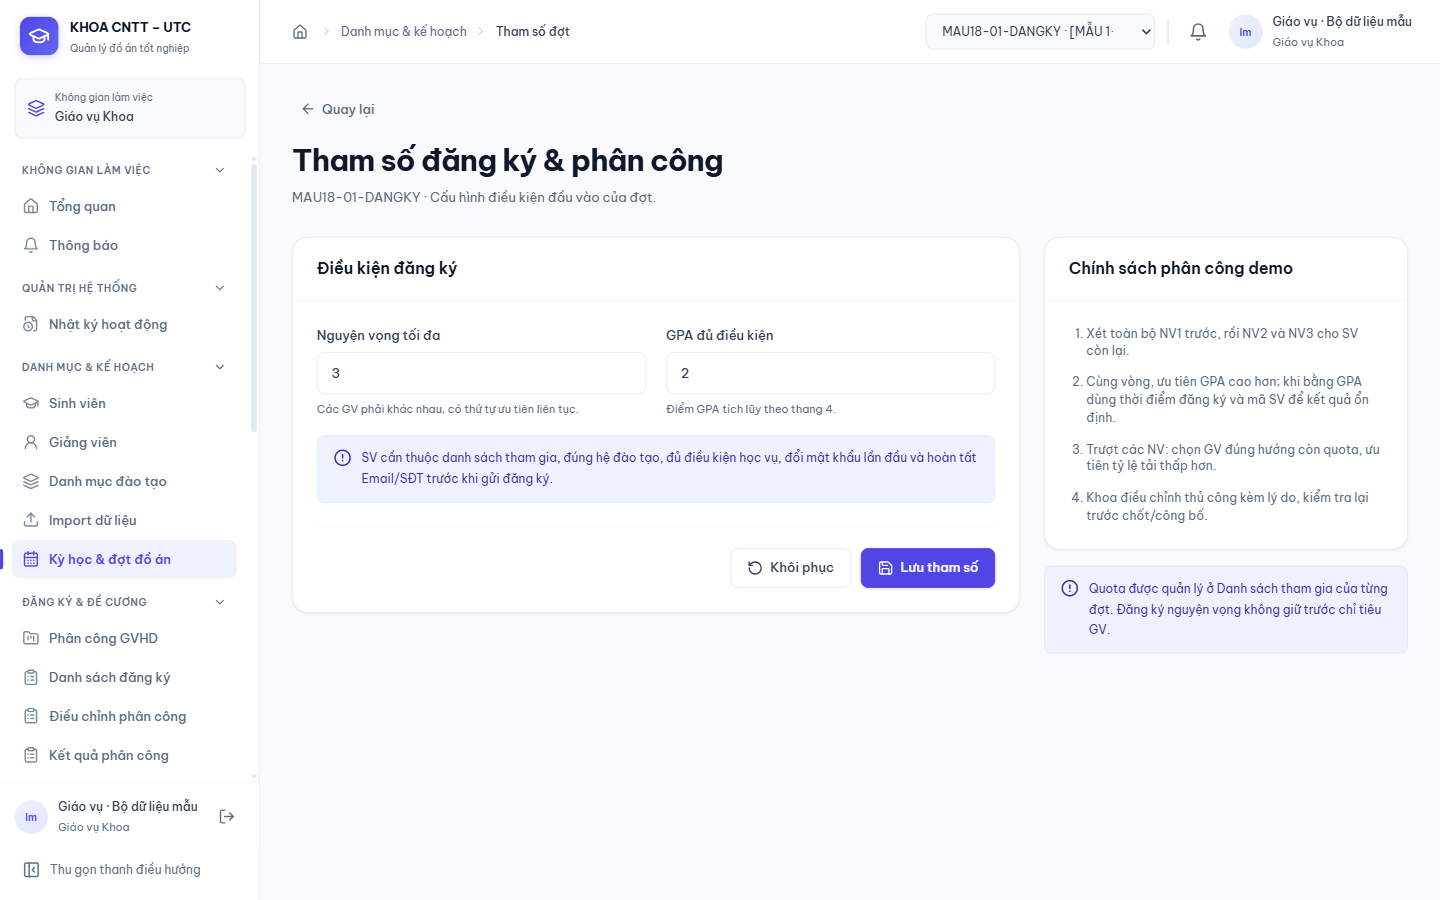 KHOA CNTT – UTC
Quản lý đồ án tốt nghiệp
Không gian làm việc
Giáo vụ Khoa
KHÔNG GIAN LÀM VIỆC
Tổng quan
Thông báo
QUẢN TRỊ HỆ THỐNG
Nhật ký hoạt động
DANH MỤC & KẾ HOẠCH
Sinh viên
Giảng viên
Danh mục đào tạo
Import dữ liệu
Kỳ học & đợt đồ án
ĐĂNG KÝ & ĐỀ CƯƠNG
Phân công GVHD
Danh sách đăng ký
Điều chỉnh phân công
Kết quả phân công
Im
Giáo vụ · Bộ dữ liệu mẫu
Giáo vụ Khoa
Thu gọn thanh điều hướng
Danh mục & kế hoạch
Tham số đợt
MAU18-01-DANGKY · [MẪU 1·
Im
Giáo vụ · Bộ dữ liệu mẫu
Giáo vụ Khoa
Quay lại
Tham số đăng ký & phân công
MAU18-01-DANGKY · Cấu hình điều kiện đầu vào của đợt.
Điều kiện đăng ký
Nguyện vọng tối đa
3
Các GV phải khác nhau, có thứ tự ưu tiên liên tục.
GPA đủ điều kiện
2
Điểm GPA tích lũy theo thang 4.
SV cần thuộc danh sách tham gia, đúng hệ đào tạo, đủ điều kiện học vụ, đổi mật khẩu lần đầu và hoàn tất
Email/SĐT trước khi gửi đăng ký.
Khôi phục
Lưu tham số
Chính sách phân công demo
1. Xét toàn bộ NV1 trước, rồi NV2 và NV3 cho SV
còn lại.
2. Cùng vòng, ưu tiên GPA cao hơn; khi bằng GPA
dùng thời điểm đăng ký và mã SV để kết quả ổn
định.
3. Trượt các NV: chọn GV đúng hướng còn quota, ưu
tiên tỷ lệ tải thấp hơn.
4. Khoa điều chỉnh thủ công kèm lý do, kiểm tra lại
trước chốt/công bố.
Quota được quản lý ở Danh sách tham gia của từng
đợt. Đăng ký nguyện vọng không giữ trước chỉ tiêu
GV.